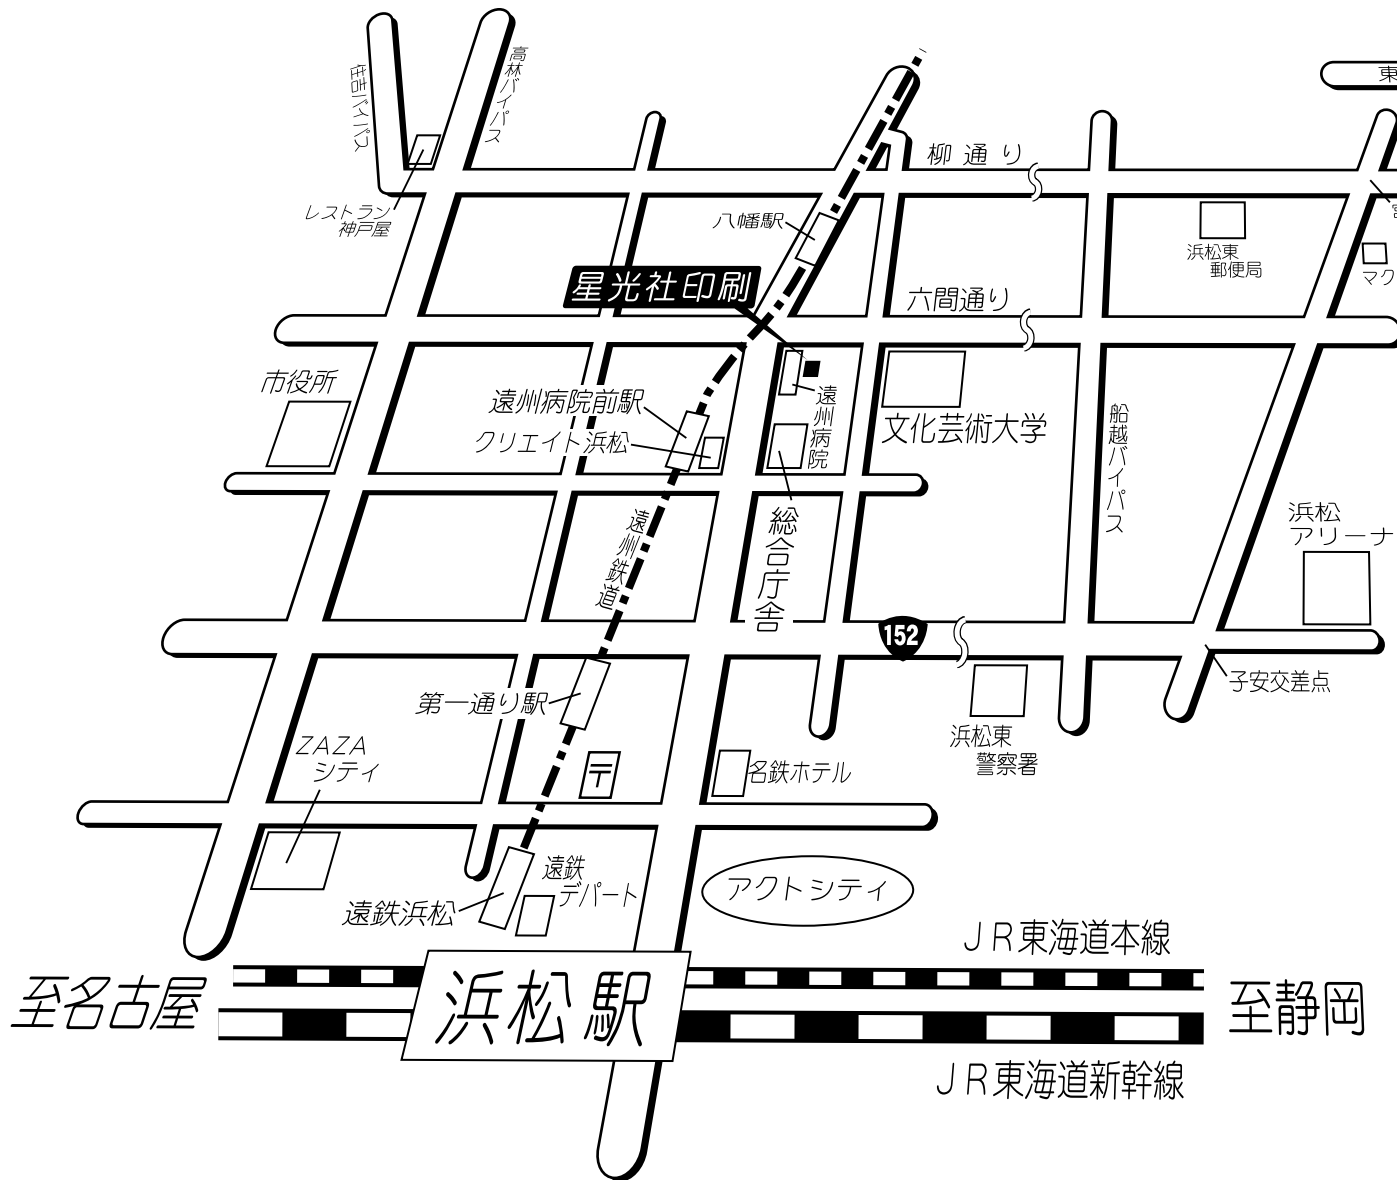 高林バイパス
住吉バイパス
東
柳通り
レストラン
神戸屋
八幡駅
浜松東
郵便局
マク
星光社印刷
六間通り
市役所
遠州病院前駅
クリエイト浜松
遠州病院
文化芸術大学
船越バイパス
総合庁舎
遠州鉄道
浜松
アリーナ
152
子安交差点
第一通り駅
浜松東
警察署
ZAZA
シティ
〒
名鉄ホテル
遠鉄
デパート
遠鉄浜松
アクトシティ
JR東海道本線
至名古屋
浜松駅
至静岡
JR東海道新幹線